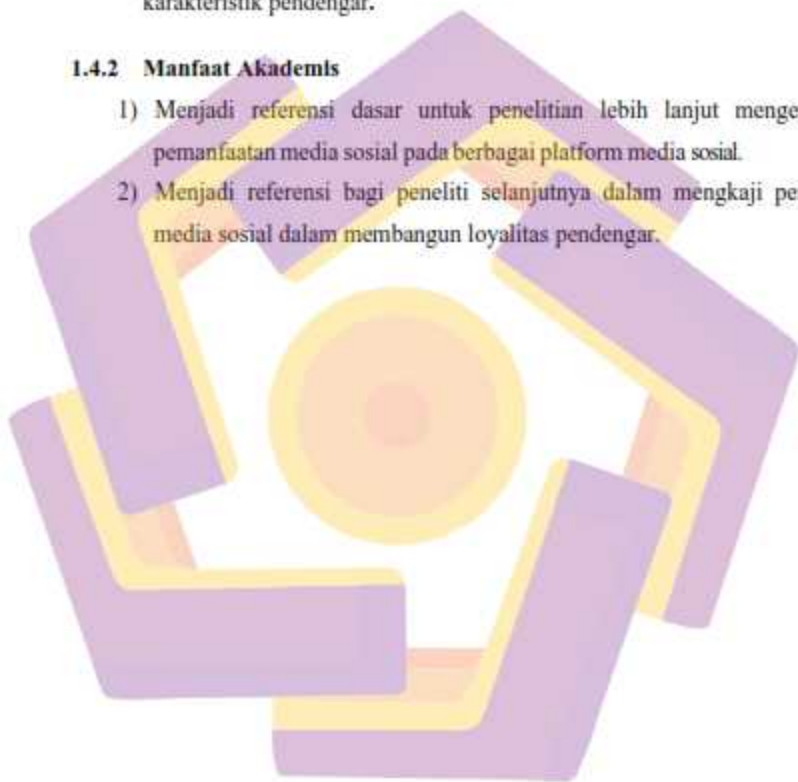 karakteristik pendengar.
1.4.2 Manfaat Akademis
1) Menjadi referensi dasar untuk penelitian lebih lanjut menge
pemanfaatan media sosial pada berbagai platform media sosial.
2) Menjadi referensi bagi peneliti selanjutnya dalam mengkaji pe
media sosial dalam membangun loyalitas pendengar.